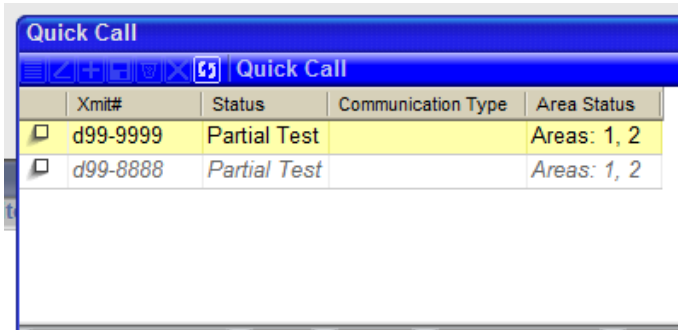 Quick Call
Quick Call
Xmit# Status Communication Type Area Status
d99-9999 Partial Test Areas: 1, 2
d99-8888 Partial Test Areas: 1, 2